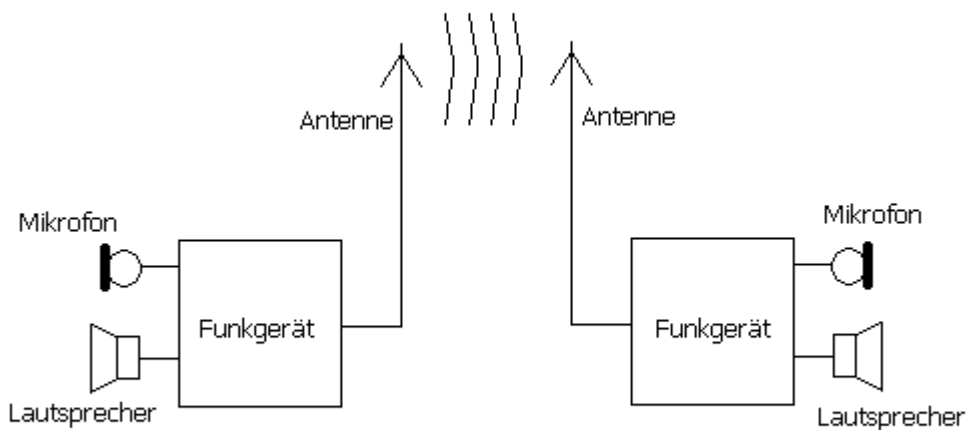 Antenne
Antenne
Mikrofon
Mikrofon
Funkgerät
Funkgerät
Lautsprecher
Lautsprecher